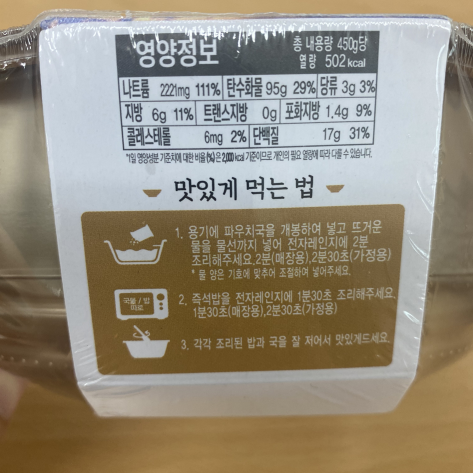 영양정보
총 내용량 450g당
열량 502kcal
나트륨 2221mg 111% 탄수화물 95g 29% 당류 3g 3%
지방 6g 11% 트랜스지방 0g 포화지방 1.4g 9%
콜레스테롤 6mg 2% 단백질 17g 31%
*1일 영양성분 기준치에 대한 비율(%)은 2,000kcal 기준이므로 개인의 필요 열량에 따라 다를 수 있습니다.
맛있게 먹는 법
1. 용기에 파우치국을 개봉하여 넣고 뜨거운
물을 물선까지 넣어 전자레인지에 2분
조리해주세요.2분(매장용),2분30초(가정용)
* 물 양은 기호에 맞추어 조절하여 넣어주세요.
국물 / 밥
따로
2. 즉석밥을 전자레인지에 1분30초 조리해주세요.
1분30초(매장용),2분30초(가정용)
3. 각각 조리된 밥과 국을 잘 저어서 맛있게드세요.